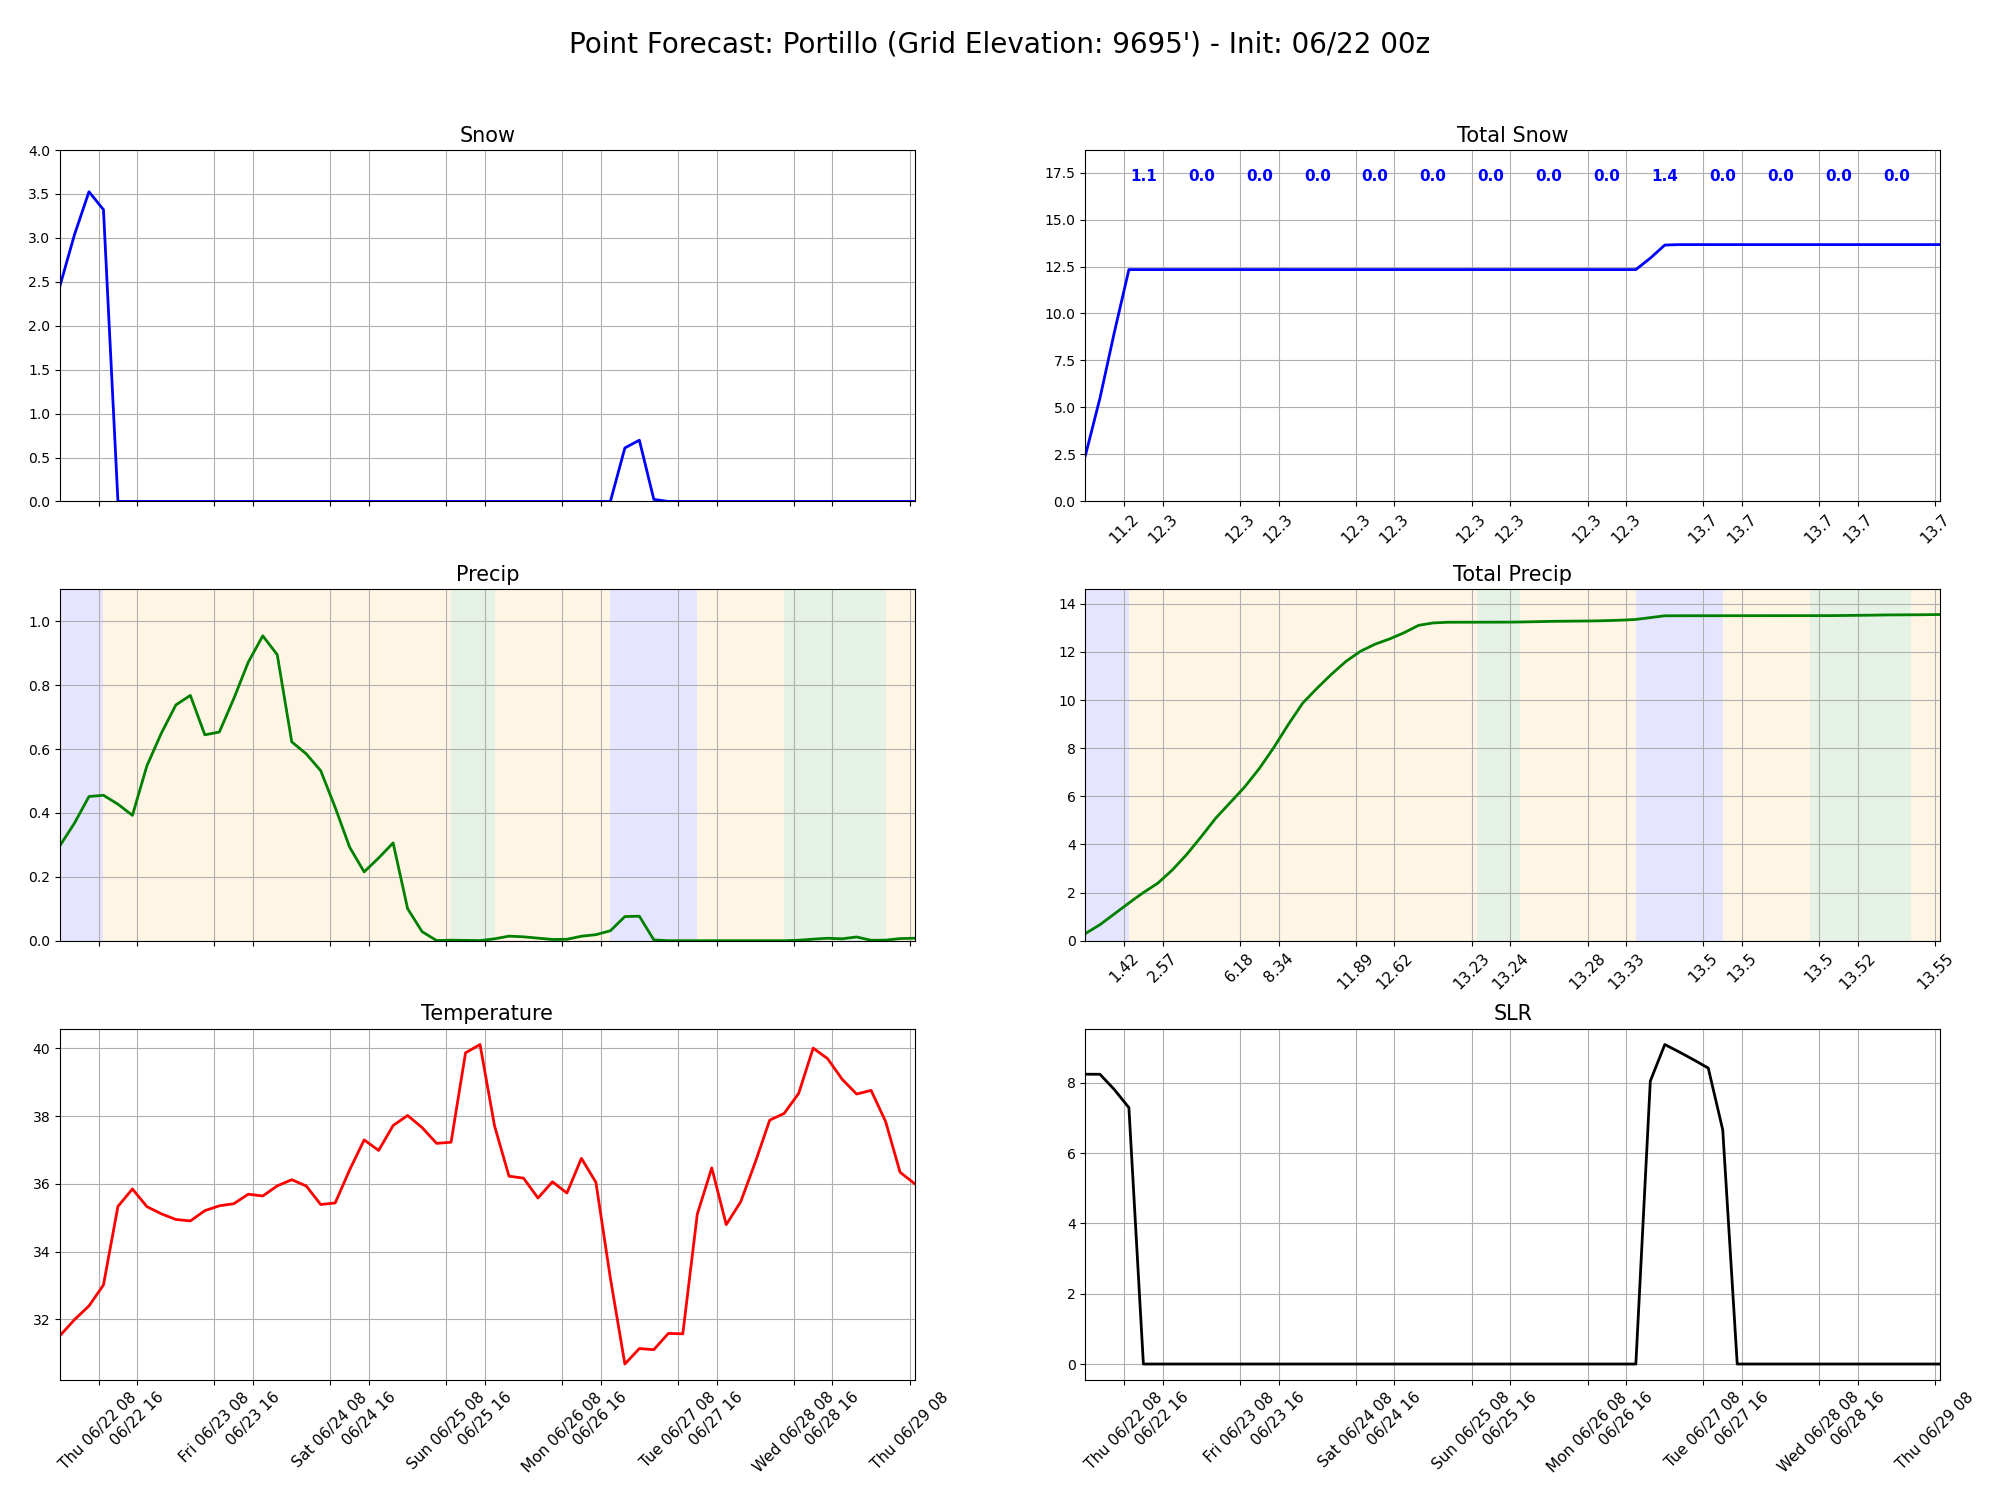 Point Forecast: Portillo (Grid Elevation: 9695') - Init: 06/22 00z
Snow
4.0
3.5
3.0
2.5
2.0
1.5
1.0
0.5
0.0
Total Snow
17.5
15.0
12.5
10.0
7.5
5.0
2.5
0.0
1.1 0.0 0.0 0.0 0.0 0.0 0.0 0.0 0.0 1.4 0.0 0.0 0.0 0.0
11.2 12.3 12.3 12.3 12.3 12.3 12.3 12.3 12.3 12.3 13.7 13.7 13.7 13.7 13.7
Precip
1.0
0.8
0.6
0.4
0.2
0.0
Total Precip
14
12
10
8
6
4
2
0
1.42 2.57 6.18 8.34 11.89 12.62 13.23 13.24 13.28 13.33 13.5 13.5 13.5 13.52 13.55
Temperature
40
38
36
34
32
Thu 06/22 08
06/22 16
Fri 06/23 08
06/23 16
Sat 06/24 08
06/24 16
Sun 06/25 08
06/25 16
Mon 06/26 08
06/26 16
Tue 06/27 08
06/27 16
Wed 06/28 08
06/28 16
Thu 06/29 08
SLR
8
6
4
2
0
Thu 06/22 08
06/22 16
Fri 06/23 08
06/23 16
Sat 06/24 08
06/24 16
Sun 06/25 08
06/25 16
Mon 06/26 08
06/26 16
Tue 06/27 08
06/27 16
Wed 06/28 08
06/28 16
Thu 06/29 08